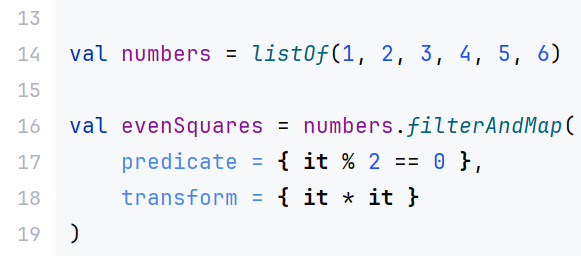 13
14 val numbers = listOf(1, 2, 3, 4, 5, 6)
15
16 val evenSquares = numbers.filterAndMap(
17     predicate = { it % 2 == 0 },
18     transform = { it * it }
19 )